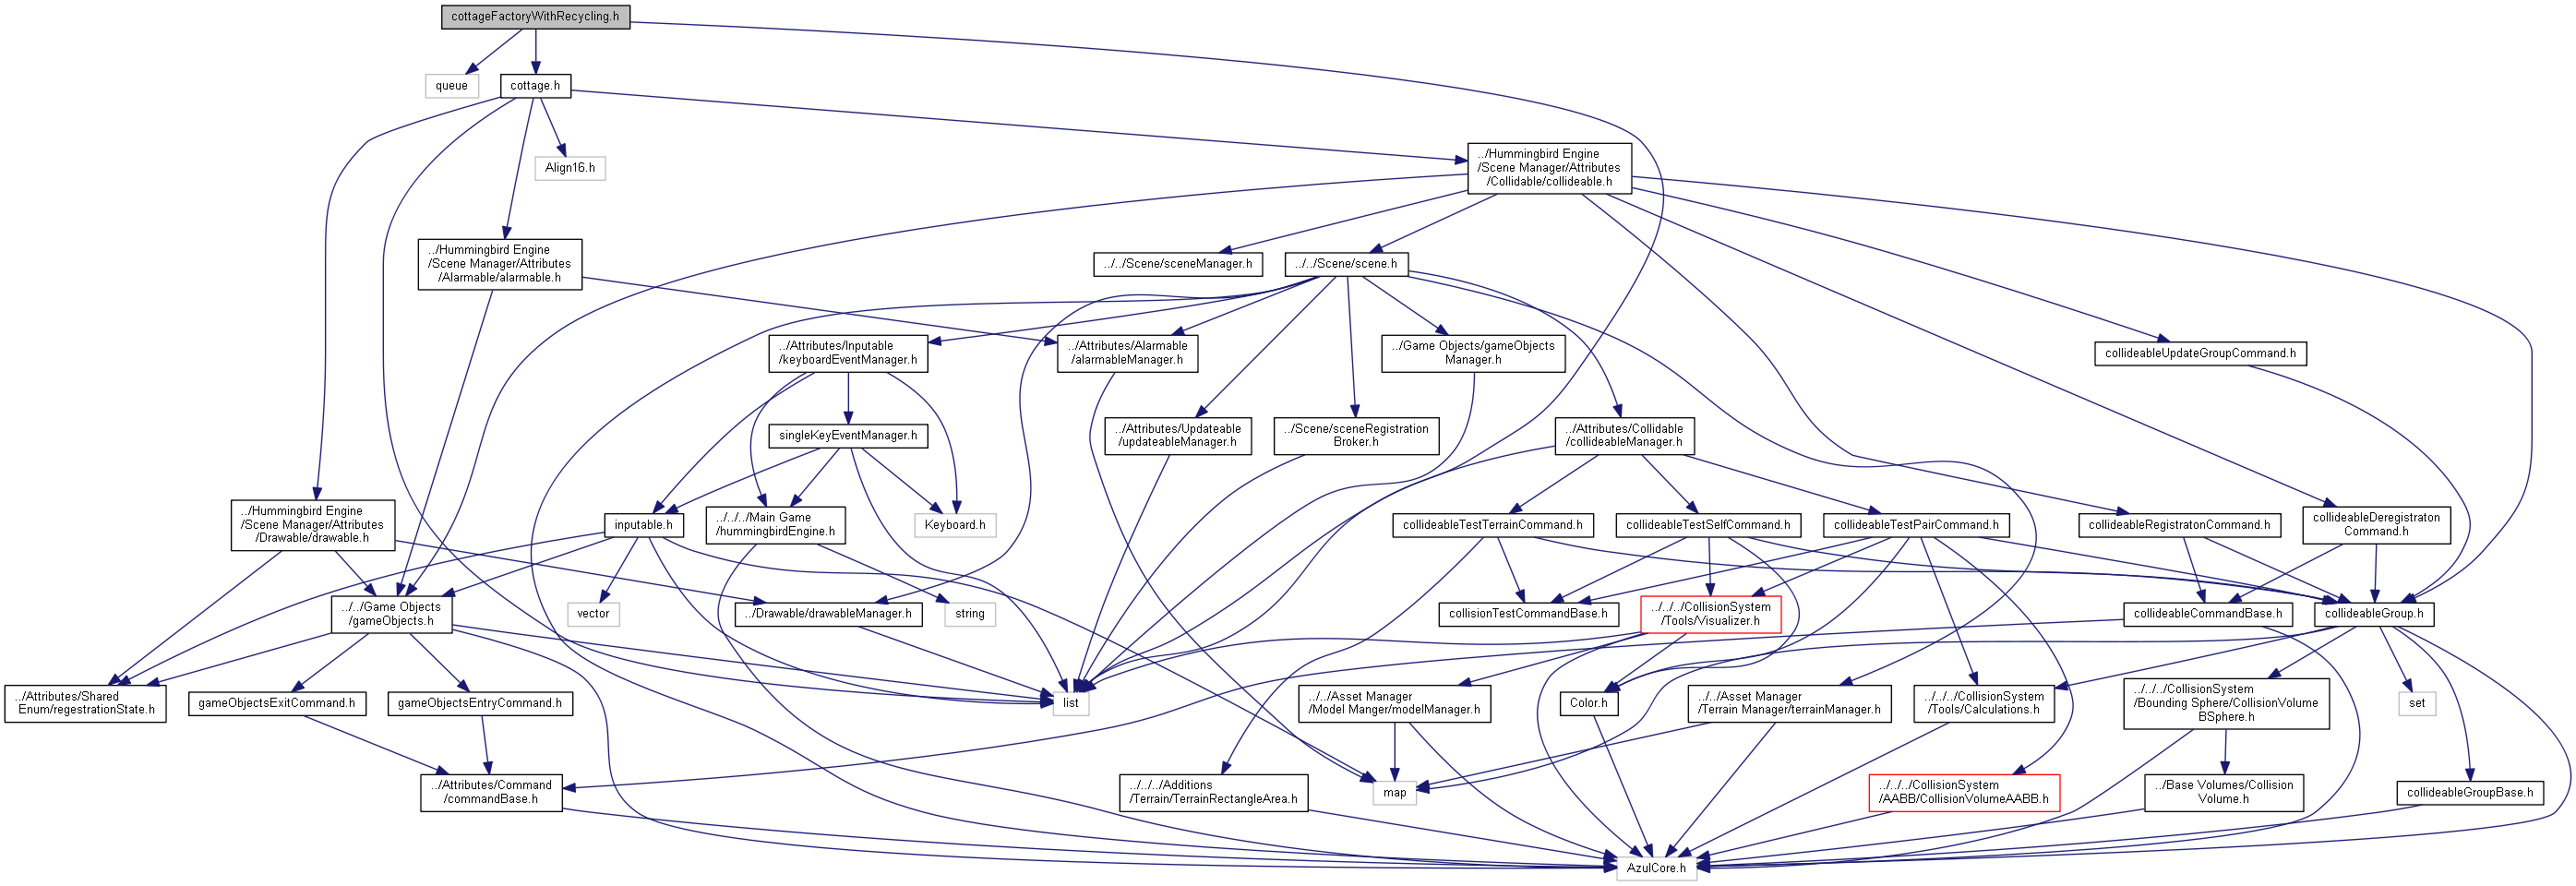 cottageFactoryWithRecycling.h
queue
cottage.h
Align16.h
../Hummingbird Engine
/Scene Manager/Attributes
/Collidable/collideable.h
../Hummingbird Engine
/Scene Manager/Attributes
/Alarmable/alarmable.h
../../Scene/sceneManager.h
../../Scene/scene.h
../Attributes/Inputable
/keyboardEventManager.h
../Attributes/Alarmable
/alarmableManager.h
../Game Objects/gameObjects
Manager.h
collideableUpdateGroupCommand.h
singleKeyEventManager.h
../Attributes/Updateable
/updateableManager.h
../Scene/sceneRegistration
Broker.h
../Attributes/Collidable
/collideableManager.h
../Hummingbird Engine
/Scene Manager/Attributes
/Drawable/drawable.h
inputable.h
../../../Main Game
/hummingbirdEngine.h
Keyboard.h
collideableTestTerrainCommand.h
collideableTestSelfCommand.h
collideableTestPairCommand.h
collideableRegistratonCommand.h
collideableDeregistraton
Command.h
../../Game Objects
/gameObjects.h
vector
../Drawable/drawableManager.h
string
collisionTestCommandBase.h
../../../CollisionSystem
/Tools/Visualizer.h
collideableCommandBase.h
collideableGroup.h
../Attributes/Shared
Enum/regestrationState.h
gameObjectsExitCommand.h
gameObjectsEntryCommand.h
list
../../Asset Manager
/Model Manger/modelManager.h
Color.h
../../Asset Manager
/Terrain Manager/terrainManager.h
../../../CollisionSystem
/Tools/Calculations.h
../../../CollisionSystem
/Bounding Sphere/CollisionVolume
BSphere.h
set
../Attributes/Command
/commandBase.h
../../../Additions
/Terrain/TerrainRectangleArea.h
map
../../../CollisionSystem
/AABB/CollisionVolumeAABB.h
../Base Volumes/Collision
Volume.h
collideableGroupBase.h
AzulCore.h